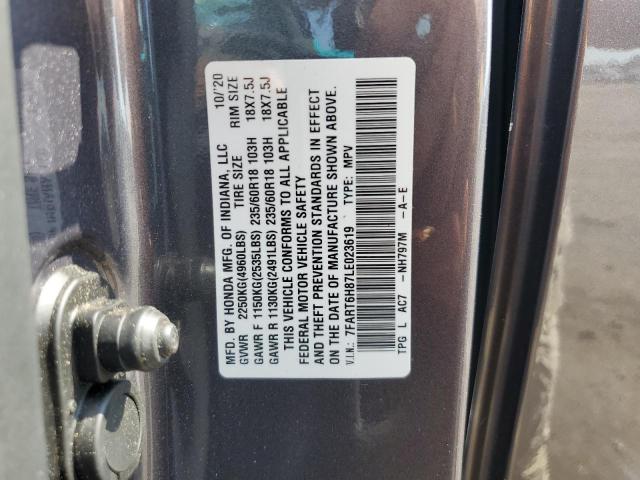 MFD. BY HONDA MFG. OF INDIANA, LLC 10/'20
GVWR 2250KG(4960LBS) TIRE SIZE RIM SIZE
GAWR F 1150KG(2535LBS) 235/60R18 103H 18X7.5J
GAWR R 1130KG(2491LBS) 235/60R18 103H 18X7.5J
THIS VEHICLE CONFORMS TO ALL APPLICABLE
FEDERAL MOTOR VEHICLE SAFETY
AND THEFT PREVENTION STANDARDS IN EFFECT
ON THE DATE OF MANUFACTURE SHOWN ABOVE.
V.I.N.: 7FART6H87LE023619 TYPE: MPV
TPG L AC7 -NH797M -A-E